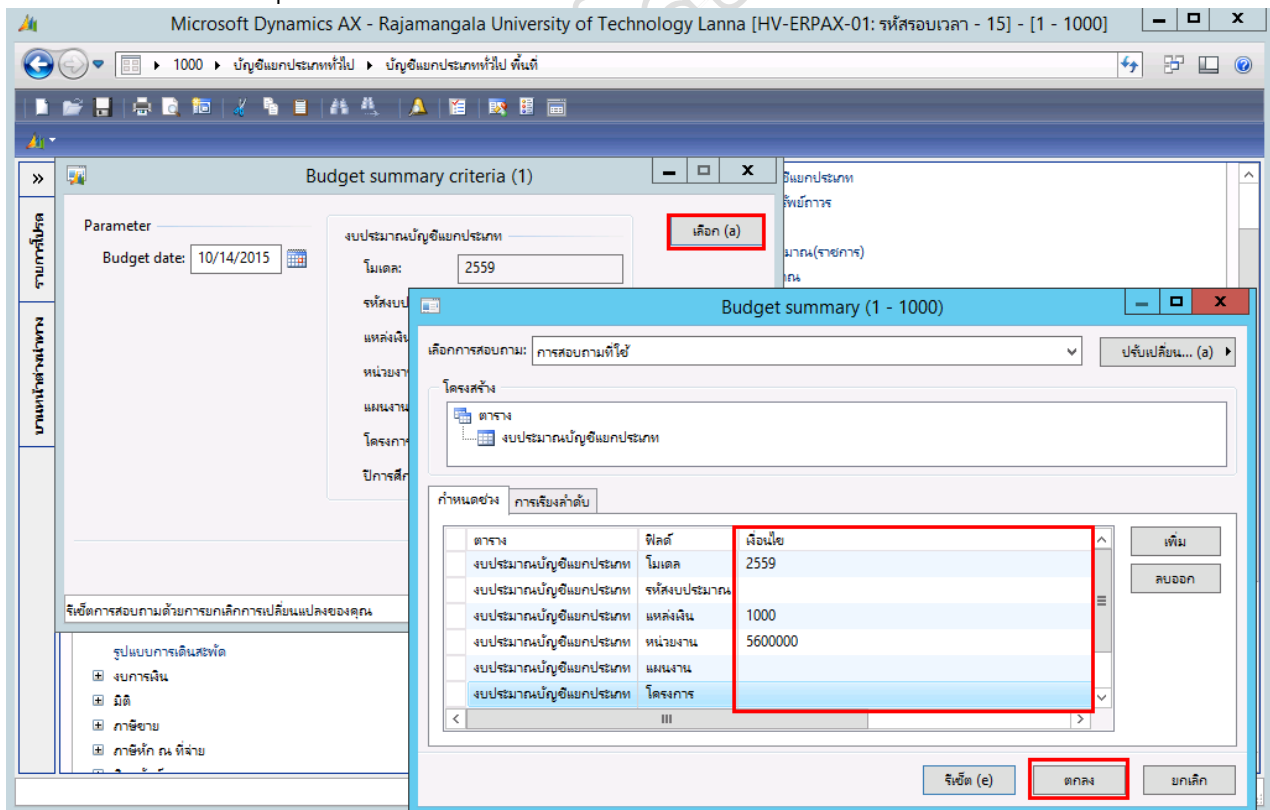 Microsoft Dynamics AX - Rajamangala University of Technology Lanna [HV-ERPAX-01: รหัสรอบเวลา - 15] - [1 - 1000]
1000 ▸ บัญชีแยกประเภททั่วไป ▸ บัญชีแยกประเภททั่วไป พื้นที่
รายการโปรด
บานหน้าต่างนำทาง
Budget summary criteria (1)
Parameter
Budget date: 10/14/2015
งบประมาณบัญชีแยกประเภท
โมเดล: 2559
แหล่งเงิน
แผนงาน
เลือก (a)
รีเซ็ตการสอบถามด้วยการยกเลิกการเปลี่ยนแปลงของคุณ
รูปแบบการเดินสะพัด
งบการเงิน
มิติ
ภาษีขาย
ภาษีหัก ณ ที่จ่าย
Budget summary (1 - 1000)
เลือกการสอบถาม: การสอบถามที่ใช้
ปรับเปลี่ยน... (a)
โครงสร้าง
ตาราง
งบประมาณบัญชีแยกประเภท
กำหนดช่วง การเรียงลำดับ
ตาราง ฟิลด์ เงื่อนไข
งบประมาณบัญชีแยกประเภท โมเดล 2559
งบประมาณบัญชีแยกประเภท รหัสงบประมาณ
งบประมาณบัญชีแยกประเภท แหล่งเงิน 1000
งบประมาณบัญชีแยกประเภท หน่วยงาน 5600000
งบประมาณบัญชีแยกประเภท แผนงาน
งบประมาณบัญชีแยกประเภท โครงการ
เพิ่ม
ลบออก
รีเซ็ต (e) ตกลง ยกเลิก